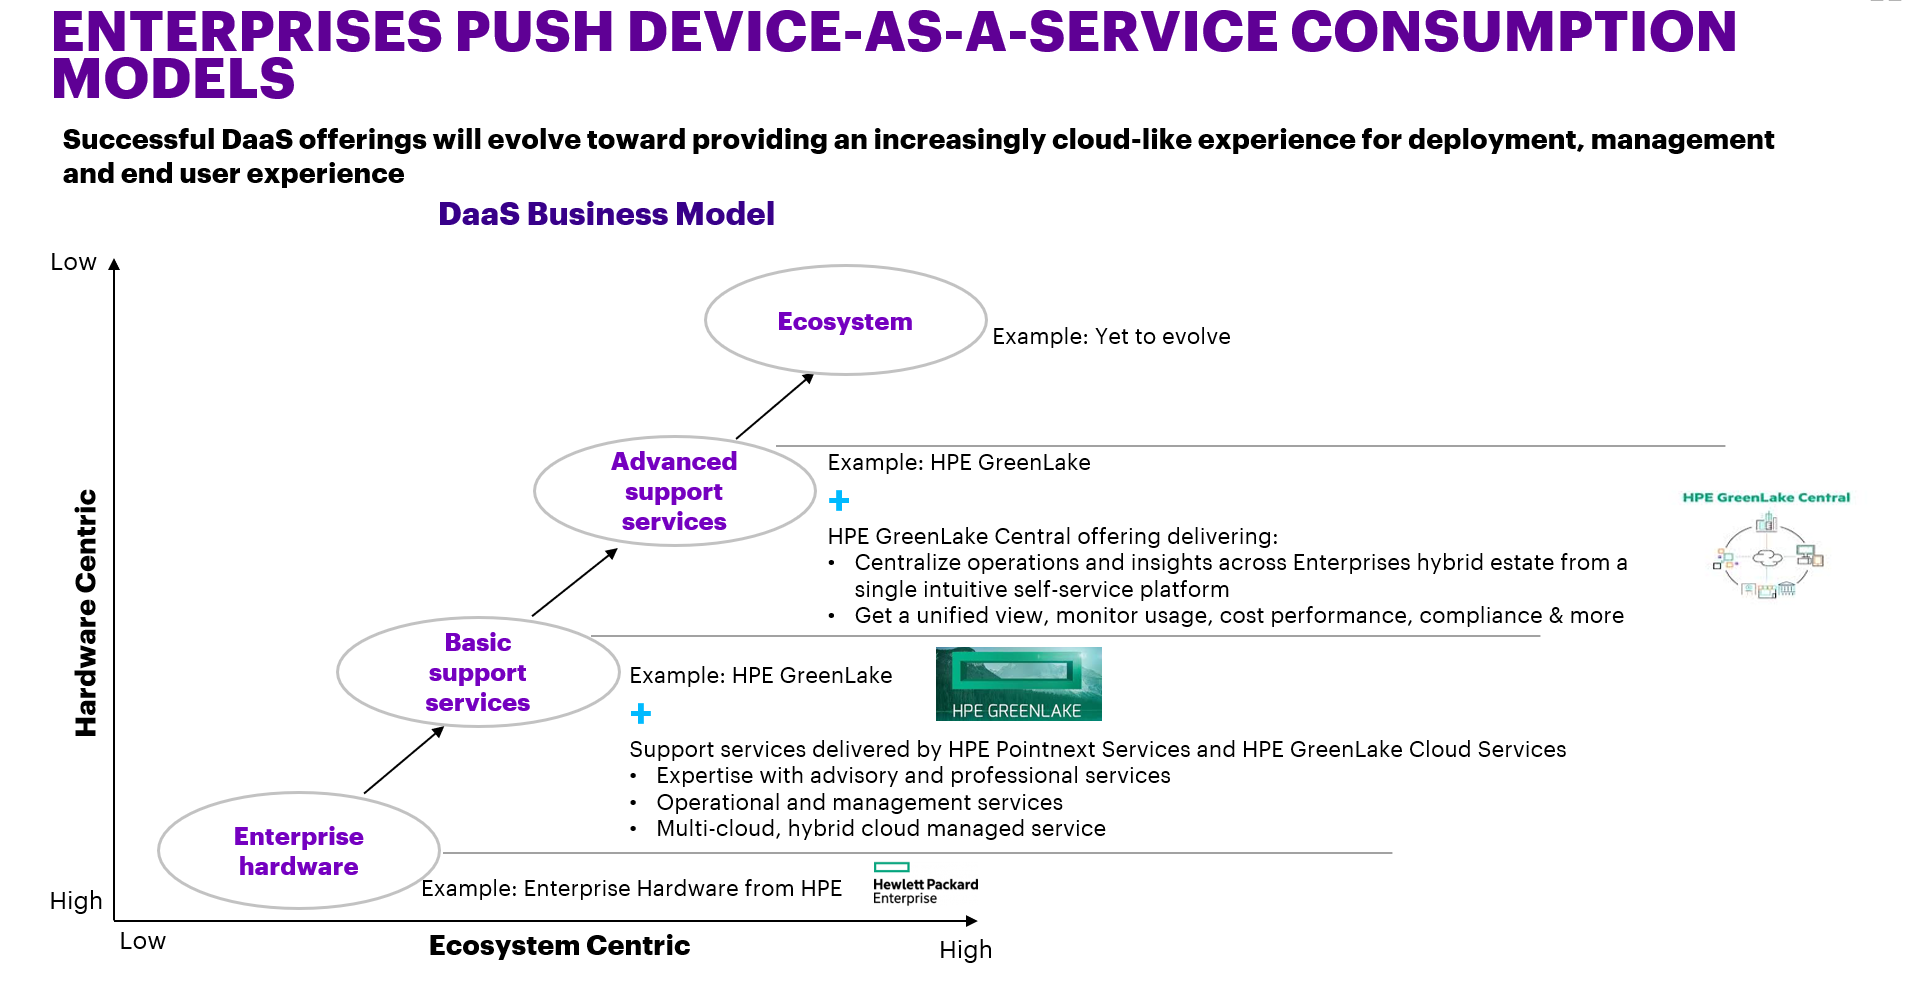 ENTERPRISES PUSH DEVICE-AS-A-SERVICE CONSUMPTION
MODELS
Successful DaaS offerings will evolve toward providing an increasingly cloud-like experience for deployment, management
and end user experience
DaaS Business Model
Low
Ecosystem
Example: Yet to evolve
Advanced
support
services
Example: HPE GreenLake
+
HPE GreenLake Central offering delivering:
• Centralize operations and insights across Enterprises hybrid estate from a
single intuitive self-service platform
• Get a unified view, monitor usage, cost performance, compliance & more
HPE GreenLake Central
Hardware Centric
Basic
support
services
Example: HPE GreenLake
HPE GREENLAKE
+
Support services delivered by HPE Pointnext Services and HPE GreenLake Cloud Services
• Expertise with advisory and professional services
• Operational and management services
• Multi-cloud, hybrid cloud managed service
Enterprise
hardware
Example: Enterprise Hardware from HPE
Hewlett Packard
Enterprise
High
Low
Ecosystem Centric
High